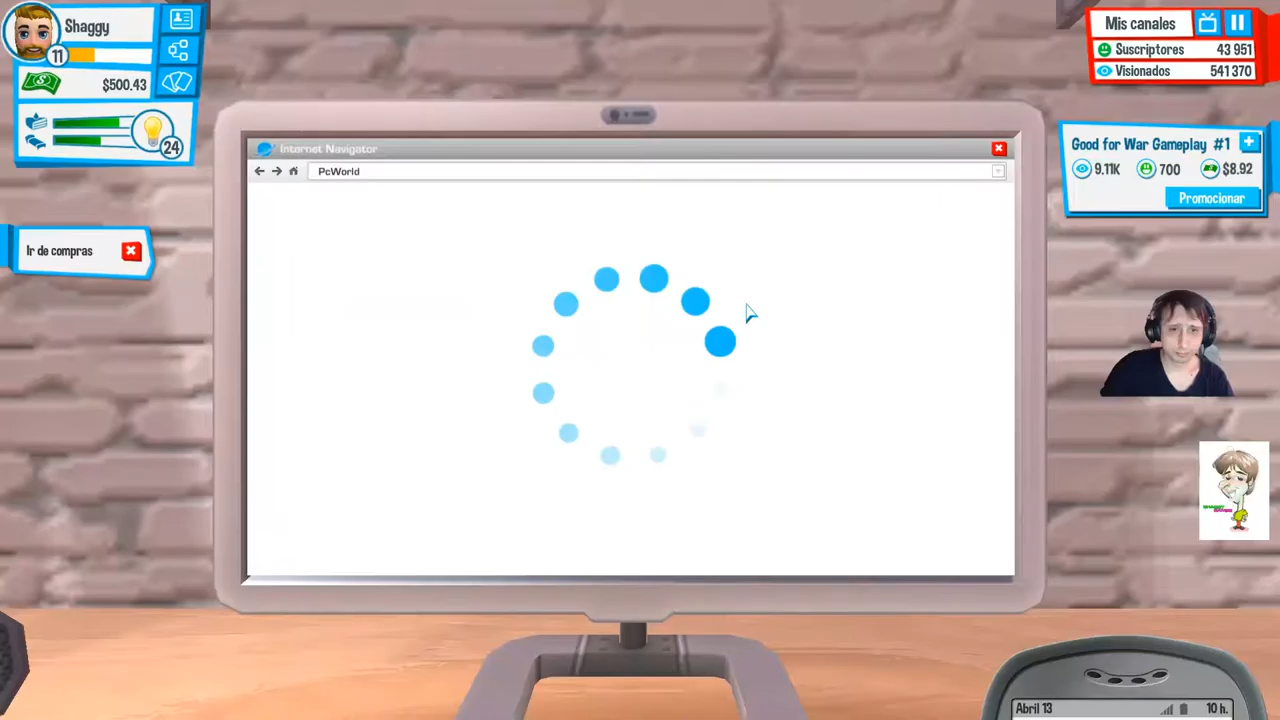 Shaggy
11
$500.43
24
Ir de compras
Internet Navigator
PcWorld
Mis canales
Suscriptores 43 951
Visionados 541 370
Good for War Gameplay #1
9.11K 700 $8.92
Promocionar
Abril 13 10 h.